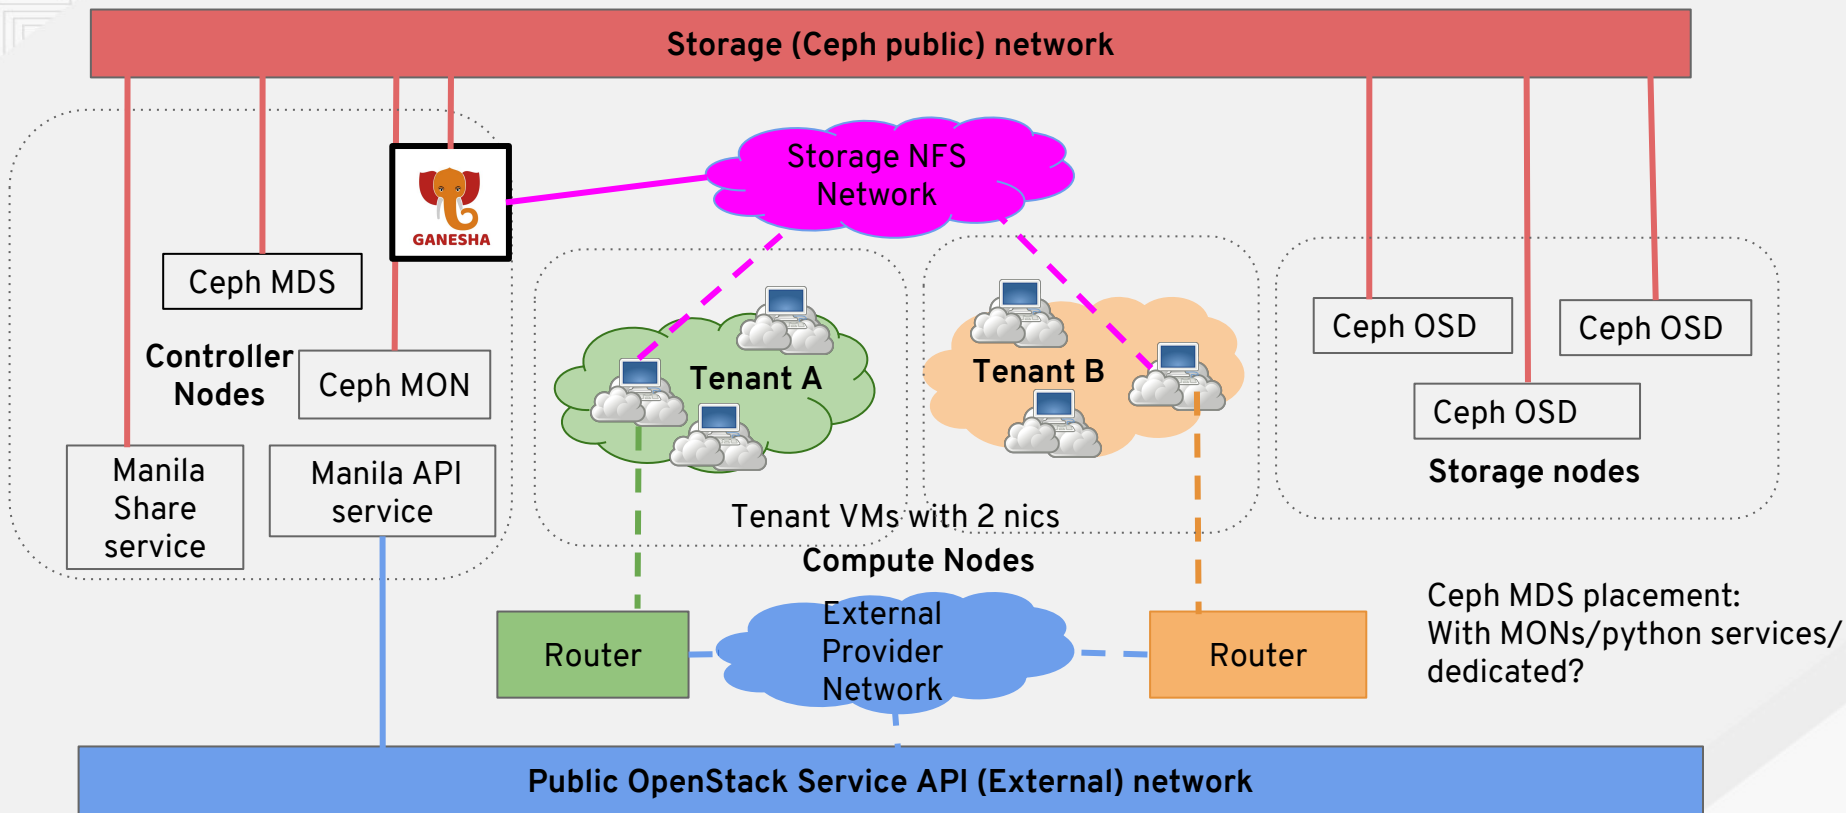 Storage (Ceph public) network
Storage NFS
Network
GANESHA
Ceph MDS
Controller
Nodes
Ceph MON
Manila
Share
service
Manila API
service
Tenant A
Tenant B
Tenant VMs with 2 nics
Compute Nodes
Ceph OSD
Ceph OSD
Ceph OSD
Storage nodes
Router
External
Provider
Network
Router
Ceph MDS placement:
With MONs/python services/
dedicated?
Public OpenStack Service API (External) network